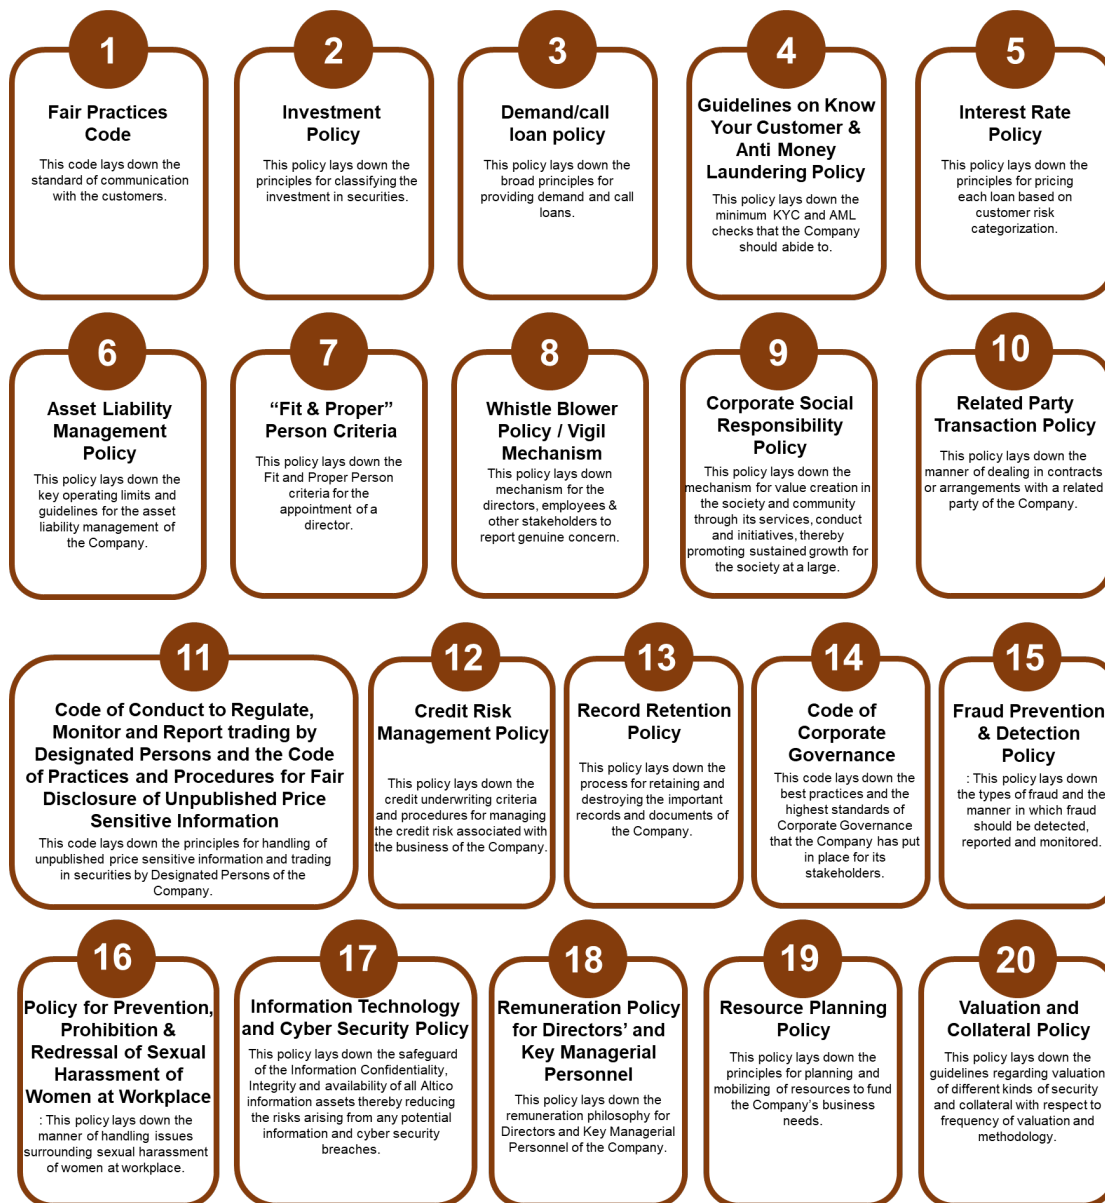 1
Fair Practices
Code
This code lays down the
standard of communication
with the customers.
2
Investment
Policy
This policy lays down the
principles for classifying the
investment in securities.
3
Demand/call
loan policy
This policy lays down the
broad principles for
providing demand and call
loans.
4
Guidelines on Know
Your Customer &
Anti Money
Laundering Policy
This policy lays down the
minimum KYC and AML
checks that the Company
should abide to.
5
Interest Rate
Policy
This policy lays down the
principles for pricing
each loan based on
customer risk
categorization.
6
Asset Liability
Management
Policy
This policy lays down the
key operating limits and
guidelines for the asset
liability management of
the Company.
7
“Fit & Proper”
Person Criteria
This policy lays down the
Fit and Proper Person
criteria for the
appointment of a
director.
8
Whistle Blower
Policy / Vigil
Mechanism
This policy lays down
mechanism for the
directors, employees &
other stakeholders to
report genuine concern.
9
Corporate Social
Responsibility
Policy
This policy lays down the
mechanism for value creation in
the society and community
through its services, conduct
and initiatives, thereby
promoting sustained growth for
the society at a large.
10
Related Party
Transaction Policy
This policy lays down the
manner of dealing in contracts
or arrangements with a related
party of the Company.
11
Code of Conduct to Regulate,
Monitor and Report trading by
Designated Persons and the Code
of Practices and Procedures for Fair
Disclosure of Unpublished Price
Sensitive Information
This code lays down the principles for handling of
unpublished price sensitive information and trading
in securities by Designated Persons of the
Company.
12
Credit Risk
Management Policy
This policy lays down the
credit underwriting criteria
and procedures for managing
the credit risk associated with
the business of the Company.
13
Record Retention
Policy
This policy lays down the
process for retaining and
destroying the important
records and documents of
the Company.
14
Code of
Corporate
Governance
This code lays down the
best practices and the
highest standards of
Corporate Governance
that the Company has put
in place for its
stakeholders.
15
Fraud Prevention
& Detection
Policy
: This policy lays down
the types of fraud and the
manner in which fraud
should be detected,
reported and monitored.
16
Policy for Prevention,
Prohibition &
Redressal of Sexual
Harassment of
Women at Workplace
: This policy lays down the
manner of handling issues
surrounding sexual harassment
of women at workplace.
17
Information Technology
and Cyber Security Policy
This policy lays down the safeguard
of the Information Confidentiality,
Integrity and availability of all Altico
information assets thereby reducing
the risks arising from any potential
information and cyber security
breaches.
18
Remuneration Policy
for Directors’ and
Key Managerial
Personnel
This policy lays down the
remuneration philosophy for
Directors and Key Managerial
Personnel of the Company.
19
Resource Planning
Policy
This policy lays down the
principles for planning and
mobilizing of resources to fund
the Company’s business
needs.
20
Valuation and
Collateral Policy
This policy lays down the
guidelines regarding valuation
of different kinds of security
and collateral with respect to
frequency of valuation and
methodology.